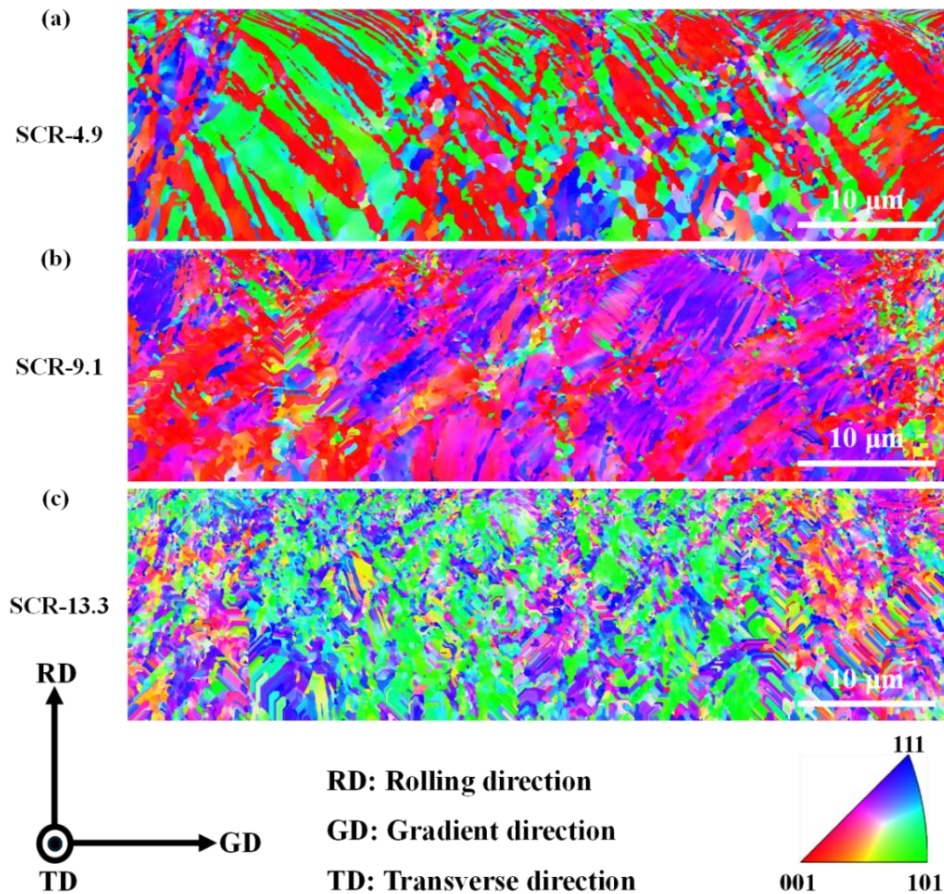 (a)
SCR-4.9
10 μm
(b)
SCR-9.1
10 μm
(c)
SCR-13.3
10 μm
RD
GD
TD
RD: Rolling direction
GD: Gradient direction
TD: Transverse direction
111
001
101